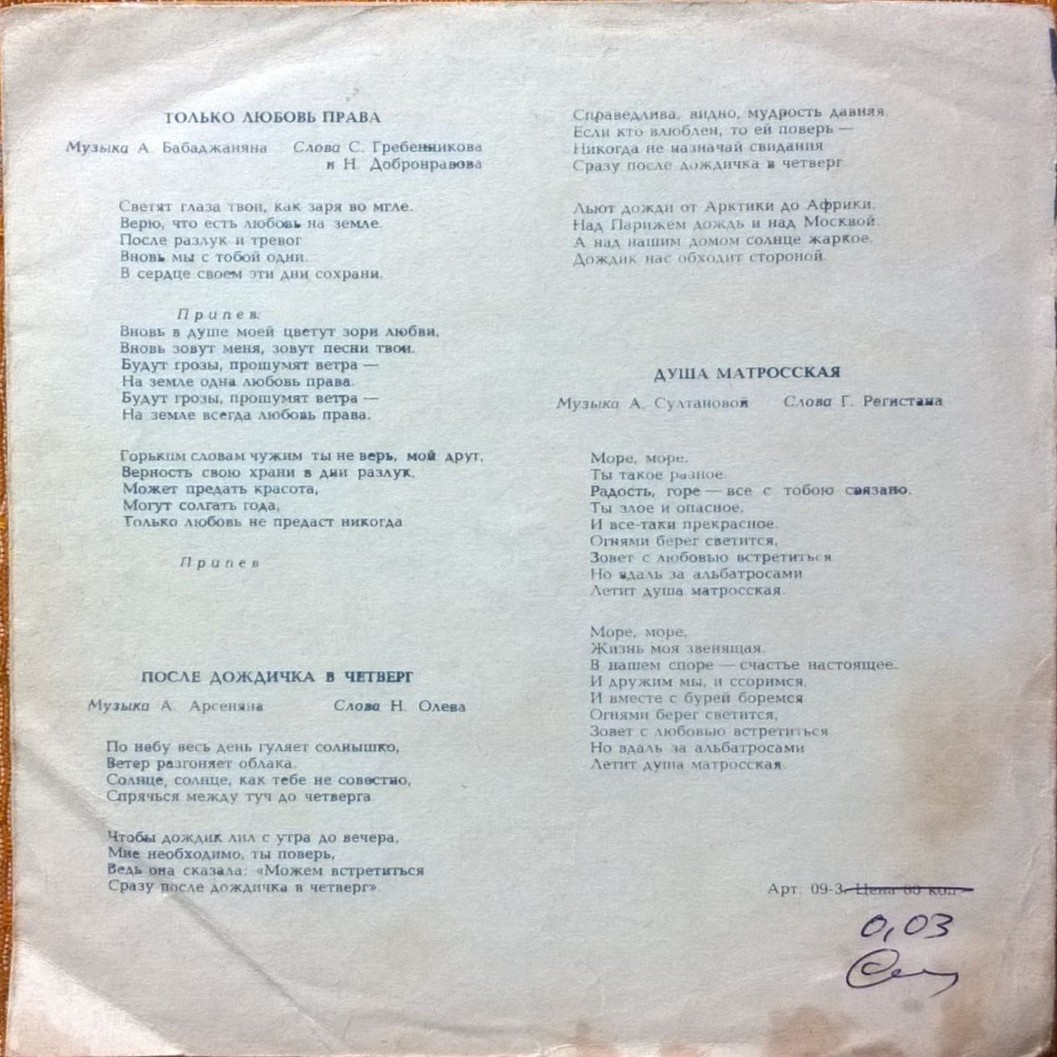 ТОЛЬКО ЛЮБОВЬ ПРАВА
Музыка А. Бабаджаняна Слова С. Гребенникова
и Н. Добронравова
Светят глаза твои, как заря во мгле.
Верю, что есть любовь на земле.
После разлук и тревог
Вновь мы с тобой одни.
В сердце своем эти дни сохрани.
Припев:
Вновь в душе моей цветут зори любви,
Вновь зовут меня, зовут песни твои.
Будут грозы, прошумят ветра —
На земле одна любовь права.
Будут грозы, прошумят ветра —
На земле всегда любовь права.
Горьким словам чужим ты не верь, мой друг,
Верность свою храни в дни разлук.
Может предать красота,
Могут солгать года,
Только любовь не предаст никогда
Припев
ПОСЛЕ ДОЖДИЧКА В ЧЕТВЕРГ
Музыка А. Арсеняна Слова Н. Олева
По небу весь день гуляет солнышко,
Ветер разгоняет облака.
Солнце, солнце, как тебе не совестно,
Спрячься между туч до четверга.
Чтобы дождик лил с утра до вечера,
Мне необходимо, ты поверь,
Ведь она сказала: «Можем встретиться
Сразу после дождичка в четверг».
Справедлива, видно, мудрость давняя.
Если кто влюблен, то ей поверь —
Никогда не назначай свидания
Сразу после дождичка в четверг.
Льют дожди от Арктики до Африки,
Над Парижем дождь и над Москвой.
А над нашим домом солнце жаркое,
Дождик нас обходит стороной.
ДУША МАТРОССКАЯ
Музыка А. Султановой Слова Г. Регистана
Море, море,
Ты такое разное.
Радость, горе — все с тобою связано.
Ты злое и опасное,
И все-таки прекрасное.
Огнями берег светится,
Зовет с любовью встретиться
Но вдаль за альбатросами
Летит душа матросская.
Море, море,
Жизнь моя звенящая.
В нашем споре — счастье настоящее.
И дружим мы, и ссоримся,
И вместе с бурей боремся
Огнями берег светится,
Зовет с любовью встретиться
Но вдаль за альбатросами
Летит душа матросская.
Арт. 09-3. Цена 60 коп
0,03